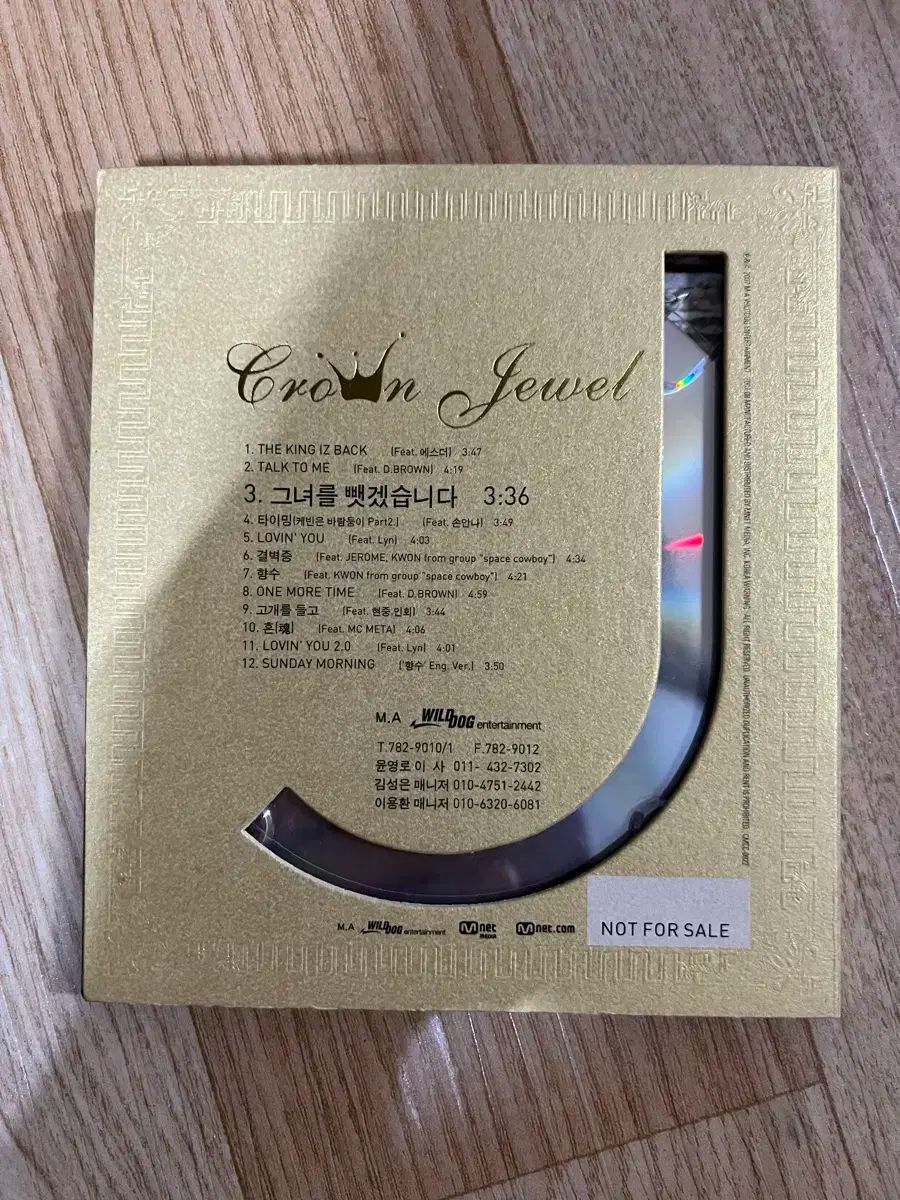 Crown Jewel
1. THE KING IZ BACK (Feat. 에스더) 3:47
2. TALK TO ME (Feat. D.BROWN) 4:19
3. 그녀를 뺏겠습니다 3:36
4. 타이밍(케빈은 바람둥이 Part2.) (Feat. 손안나) 3:49
5. LOVIN' YOU (Feat. Lyn) 4:03
6. 결벽증 (Feat. JEROME, KWON from group "space cowboy") 4:34
7. 향수 (Feat. KWON from group "space cowboy") 4:21
8. ONE MORE TIME (Feat. D.BROWN) 4:59
9. 고개를 들고 (Feat. 현중,인희) 3:44
10. 혼(魂) (Feat. MC META) 4:06
11. LOVIN' YOU 2.0 (Feat. Lyn) 4:01
12. SUNDAY MORNING ('향수' Eng. Ver.) 3:50
M.A WILDDOG entertainment
T.782-9010/1 F.782-9012
윤영로 이 사 011- 432-7302
김성은 매니저 010-4751-2442
이용환 매니저 010-6320-6081
M.A WILDDOG entertainment Mnet MEDIA Mnet.com
NOT FOR SALE